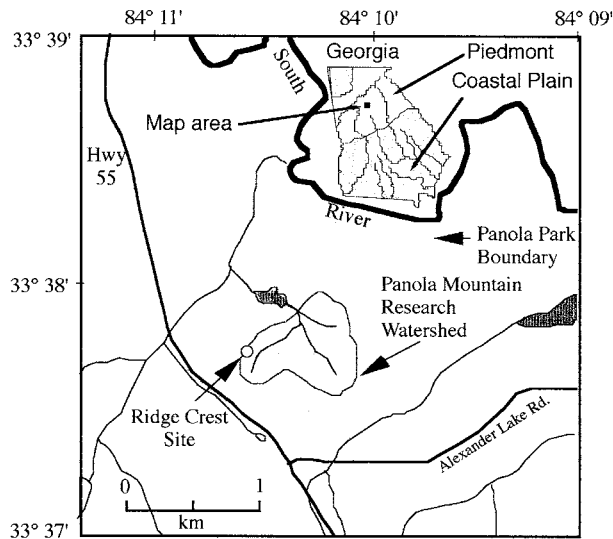 84° 11' 84° 10' 84° 09'
33° 39'
Georgia
Piedmont
Coastal Plain
South
Map area
Hwy
55
River
Panola Park
Boundary
33° 38'
Panola Mountain
Research
Watershed
Ridge Crest
Site
Alexander Lake Rd.
0 1
km
33° 37'